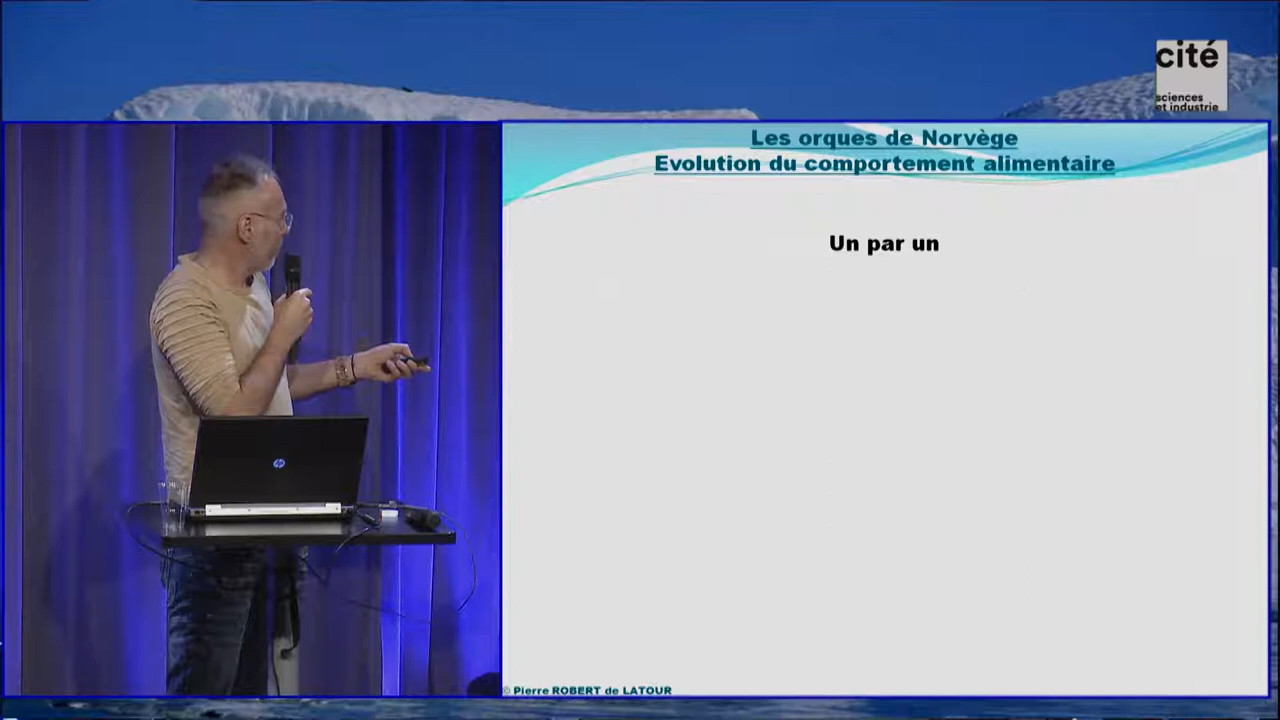 cité
sciences
et industrie
Les orques de Norvège
Evolution du comportement alimentaire
Un par un
hp
© Pierre ROBERT de LATOUR